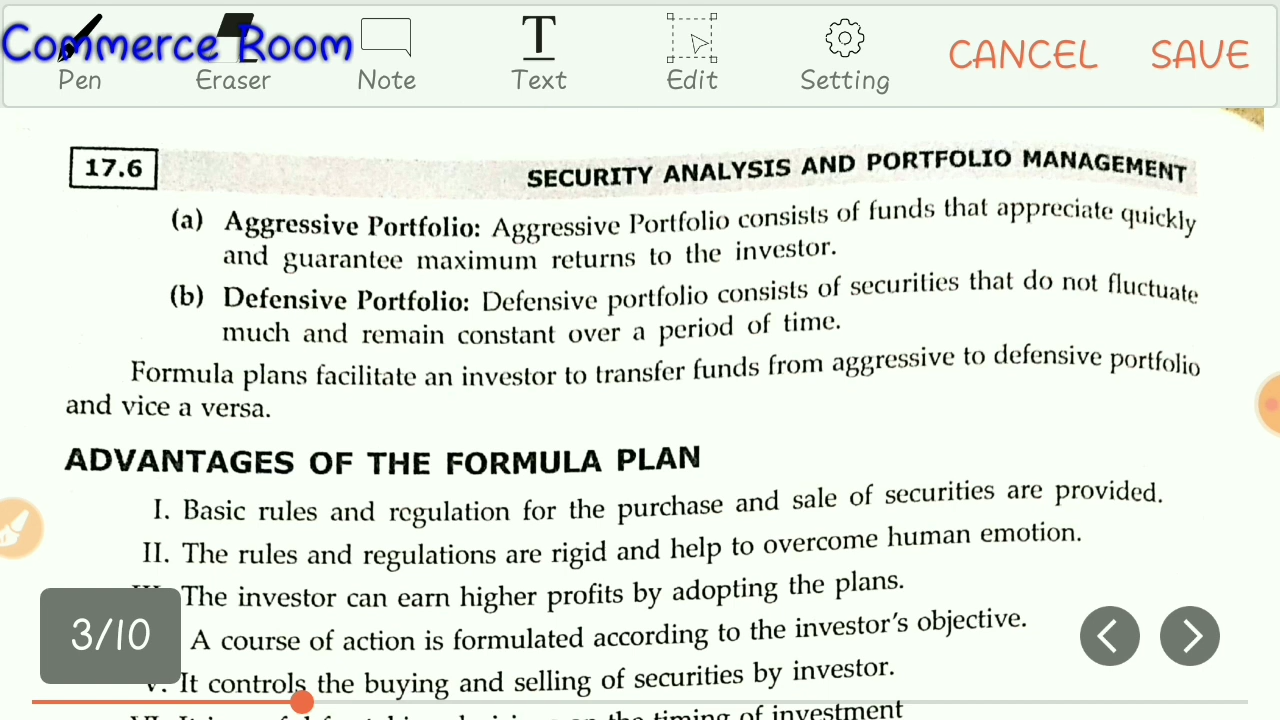 Commerce Room
Pen Eraser Note Text Edit Setting CANCEL SAVE
17.6 SECURITY ANALYSIS AND PORTFOLIO MANAGEMENT
(a) Aggressive Portfolio: Aggressive Portfolio consists of funds that appreciate quickly
and guarantee maximum returns to the investor.
(b) Defensive Portfolio: Defensive portfolio consists of securities that do not fluctuate
much and remain constant over a period of time.
Formula plans facilitate an investor to transfer funds from aggressive to defensive portfolio
and vice a versa.
ADVANTAGES OF THE FORMULA PLAN
I. Basic rules and regulation for the purchase and sale of securities are provided.
II. The rules and regulations are rigid and help to overcome human emotion.
The investor can earn higher profits by adopting the plans.
3/10
A course of action is formulated according to the investor's objective.
V. It controls the buying and selling of securities by investor.
the timing of investment